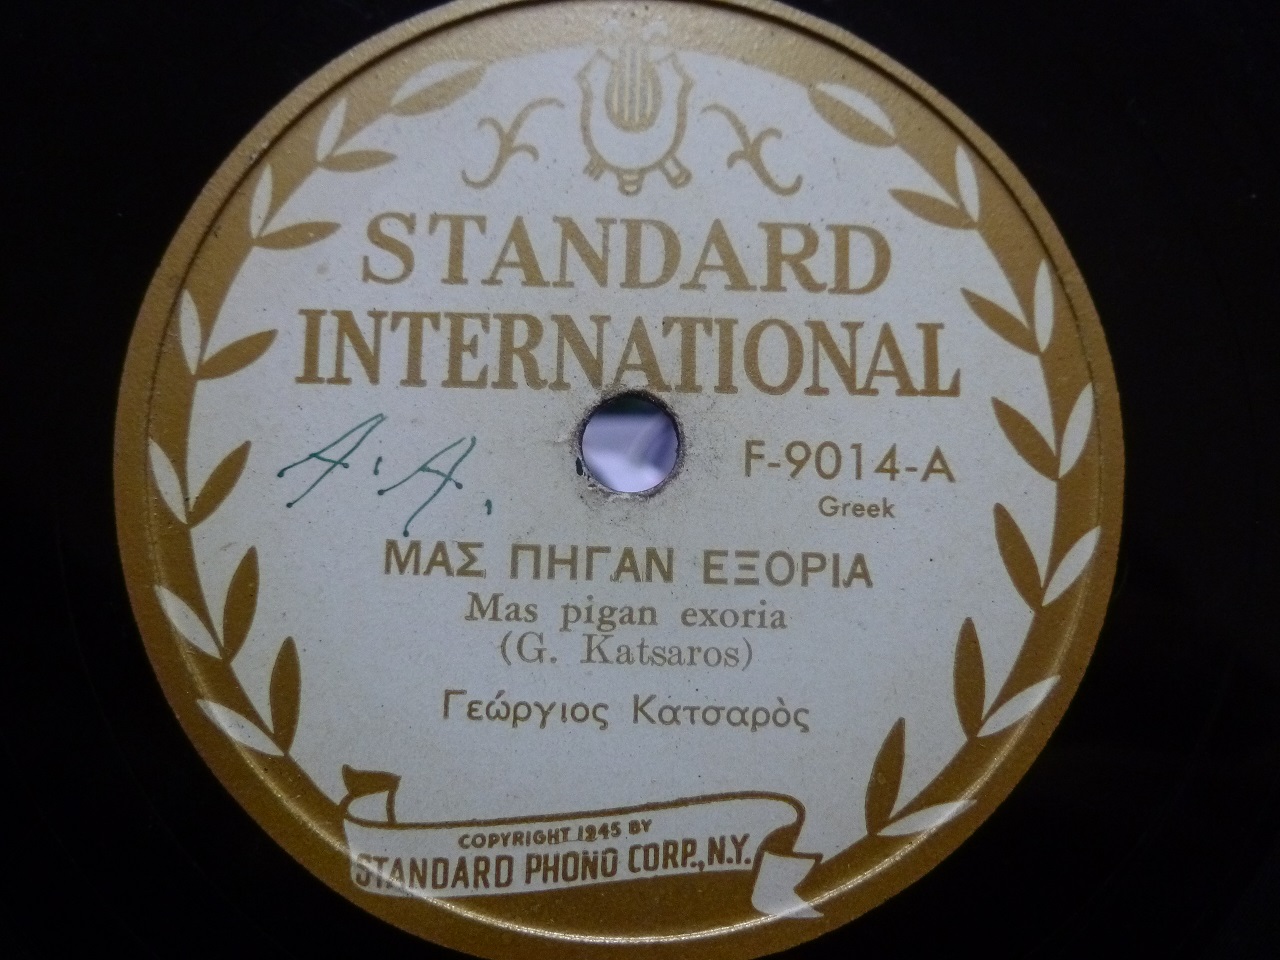 STANDARD
INTERNATIONAL
A.A.
F-9014-A
Greek
ΜΑΣ ΠΗΓΑΝ ΕΞΟΡΙΑ
Mas pigan exoria
(G. Katsaros)
Γεώργιος Κατσαρὸς
COPYRIGHT 1945 BY
STANDARD PHONO CORP., N.Y.